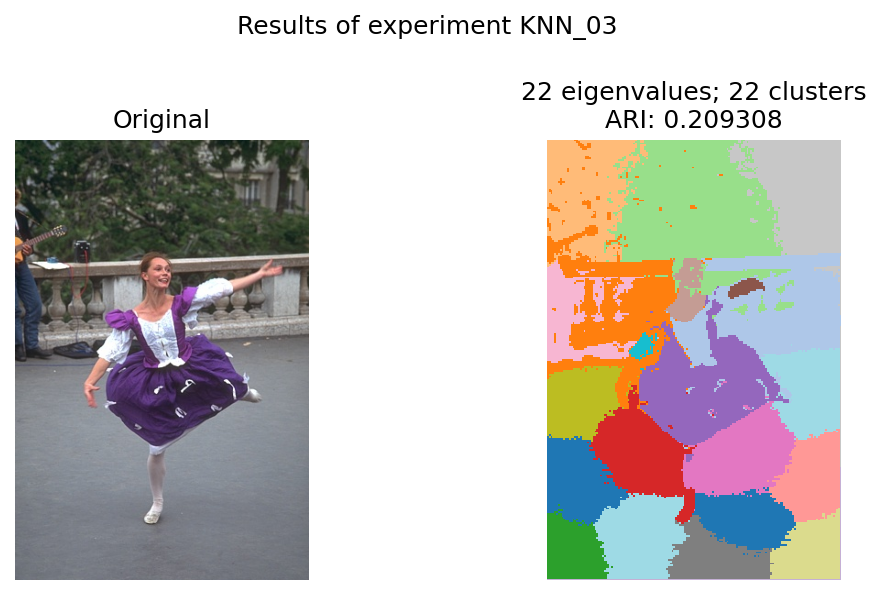 Results of experiment KNN_03
Original
22 eigenvalues; 22 clusters
ARI: 0.209308